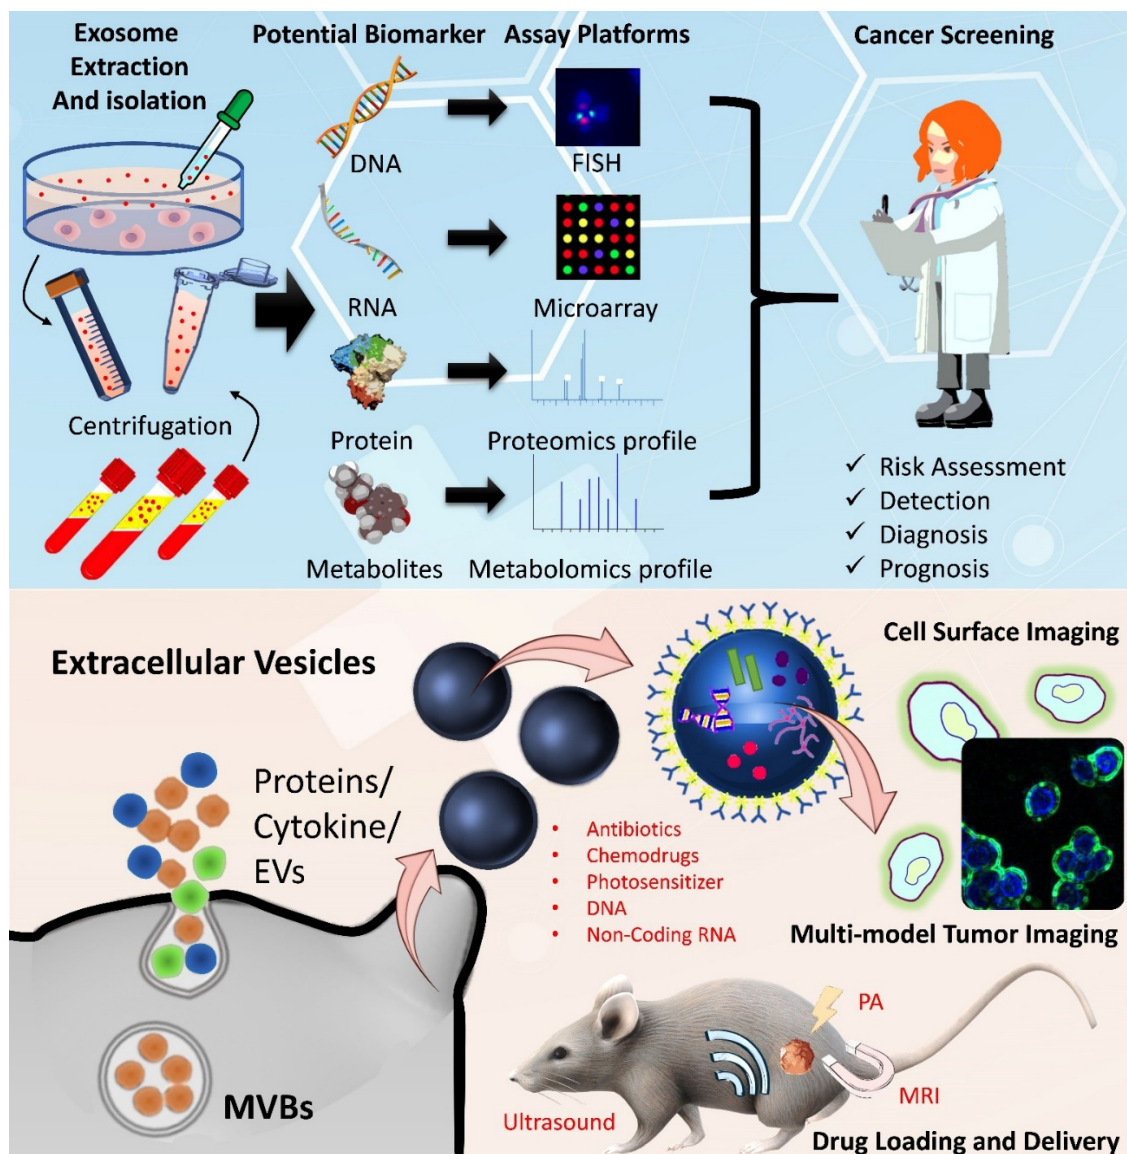 Exosome
Extraction
And isolation
Potential Biomarker
Assay Platforms
Cancer Screening
DNA
FISH
RNA
Microarray
Centrifugation
Protein
Proteomics profile
Metabolites
Metabolomics profile
✓ Risk Assessment
✓ Detection
✓ Diagnosis
✓ Prognosis
Extracellular Vesicles
Cell Surface Imaging
Proteins/
Cytokine/
EVs
• Antibiotics
• Chemodrugs
• Photosensitizer
• DNA
• Non-Coding RNA
Multi-model Tumor Imaging
MVBs
PA
MRI
Ultrasound
Drug Loading and Delivery